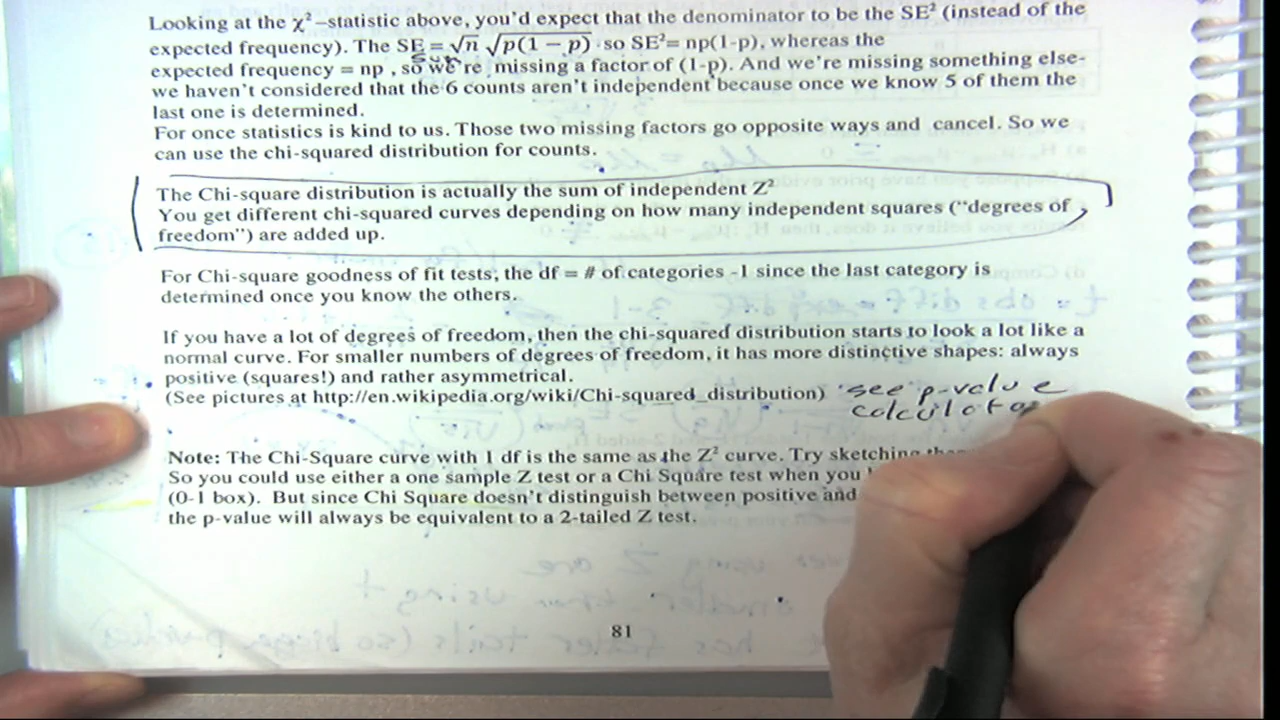 Looking at the χ² –statistic above, you'd expect that the denominator to be the SE² (instead of the
expected frequency). The SE = √n √p(1 − p) so SE²= np(1-p), whereas the
expected frequency = np , so we're missing a factor of (1-p). And we're missing something else-
we haven't considered that the 6 counts aren't independent because once we know 5 of them the
last one is determined.
For once statistics is kind to us. Those two missing factors go opposite ways and cancel. So we
can use the chi-squared distribution for counts.
The Chi-square distribution is actually the sum of independent Z²
You get different chi-squared curves depending on how many independent squares ("degrees of
freedom") are added up.
For Chi-square goodness of fit tests, the df = # of categories -1 since the last category is
determined once you know the others.
If you have a lot of degrees of freedom, then the chi-squared distribution starts to look a lot like a
normal curve. For smaller numbers of degrees of freedom, it has more distinctive shapes: always
positive (squares!) and rather asymmetrical.
(See pictures at http://en.wikipedia.org/wiki/Chi-squared_distribution) see p-value
calculator
Note: The Chi-Square curve with 1 df is the same as the Z² curve. Try sketching
So you could use either a one sample Z test or a Chi Square test when you
(0-1 box). But since Chi Square doesn't distinguish between positive and
the p-value will always be equivalent to a 2-tailed Z test.
81